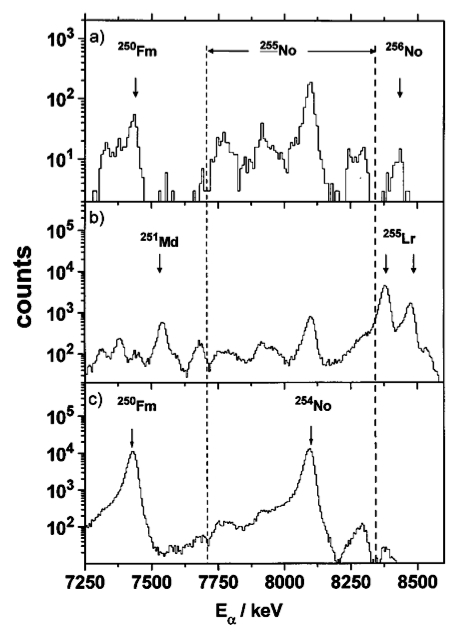 a)
10³
10²
10¹
²⁵⁰Fm
²⁵⁵No
²⁵⁶No
b)
10⁵
10⁴
10³
10²
²⁵¹Md
²⁵⁵Lr
counts
c)
10⁵
10⁴
10³
10²
²⁵⁰Fm
²⁵⁴No
7250 7500 7750 8000 8250 8500
Eα / keV